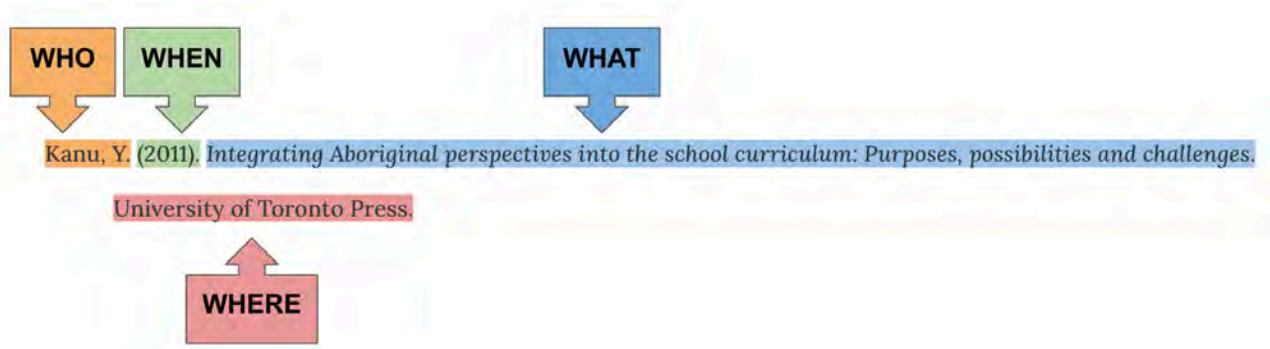 WHO WHEN WHAT
Kanu, Y. (2011). Integrating Aboriginal perspectives into the school curriculum: Purposes, possibilities and challenges.
University of Toronto Press.
WHERE